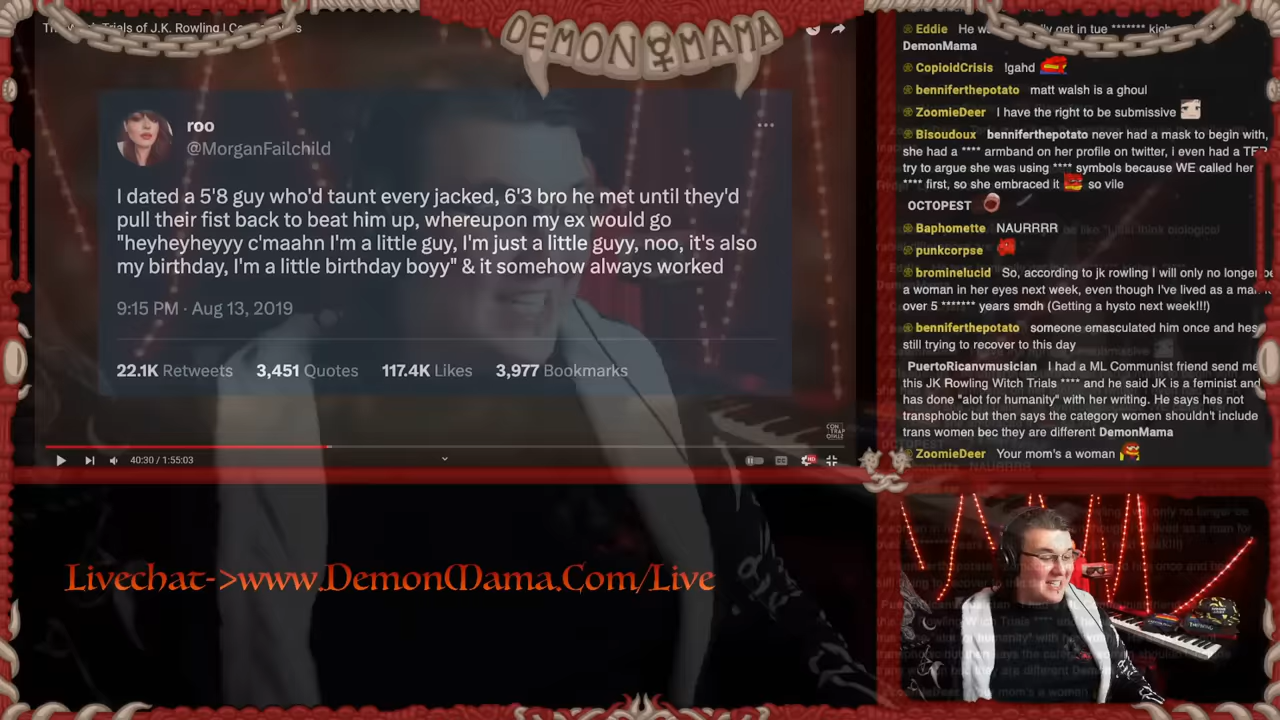 Trials of J.K. Rowling |
DEMON MAMA
roo
@MorganFailchild
I dated a 5'8 guy who'd taunt every jacked, 6'3 bro he met until they'd
pull their fist back to beat him up, whereupon my ex would go
"heyheyheyyy c'maahn I'm a little guy, I'm just a little guyy, noo, it's also
my birthday, I'm a little birthday boyy" & it somehow always worked
9:15 PM · Aug 13, 2019
22.1K Retweets 3,451 Quotes 117.4K Likes 3,977 Bookmarks
CON
TRAP
OINTS
40:30 / 1:55:03
HD
Livechat->www.DemonMama.Com/Live
Eddie He get in tue *******
DemonMama
CopioidCrisis !gahd
benniferthepotato matt walsh is a ghoul
ZoomieDeer I have the right to be submissive
Bisoudoux benniferthepotato never had a mask to begin with,
she had a **** armband on her profile on twitter, i even had a TERF
try to argue she was using **** symbols because WE called her
**** first, so she embraced it so vile
OCTOPEST
Baphomette NAURRRR
punkcorpse
brominelucid So, according to jk rowling I will only no longer be
a woman in her eyes next week, even though I've lived as a man
over 5 ******* years smdh (Getting a hysto next week!!!)
benniferthepotato someone emasculated him once and hes
still trying to recover to this day
PuertoRicanvmusician I had a ML Communist friend send me
this JK Rowling Witch Trials **** and he said JK is a feminist and
has done "alot for humanity" with her writing. He says hes not
transphobic but then says the category women shouldn't include
trans women bec they are different DemonMama
ZoomieDeer Your mom's a woman